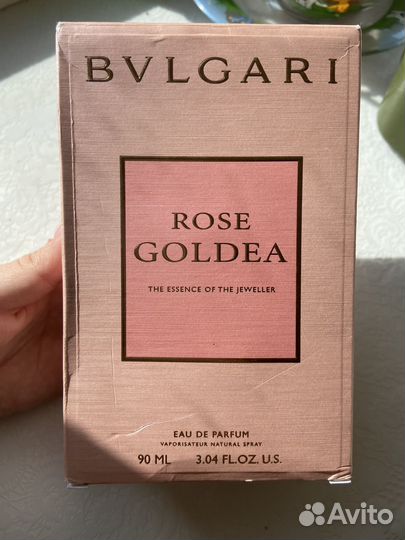 BVLGARI
ROSE
GOLDEA
THE ESSENCE OF THE JEWELLER
EAU DE PARFUM
VAPORISATEUR NATURAL SPRAY
90 ML 3.04 FL.OZ. U.S.
Avito